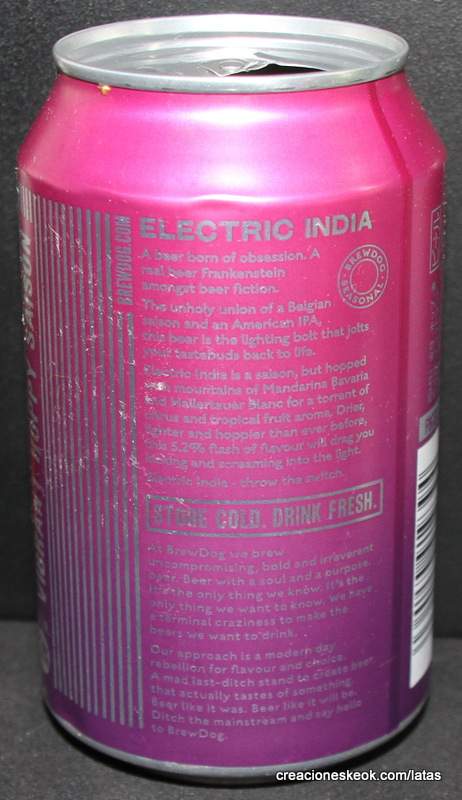 VIBRANT HOPPY SAISON
BREWDOG.COM
ELECTRIC INDIA
A beer born of obsession. A
real beer Frankenstein
amongst beer fiction.
BREWDOG
SEASONAL
The unholy union of a Belgian
saison and an American IPA,
this beer is the lighting bolt that jolts
your tastebuds back to life.
Electric India is a saison, but hopped
with mountains of Mandarina Bavaria
and Hallertauer Blanc for a torrent of
citrus and tropical fruit aroma. Drier,
lighter and hoppier than ever before,
this 5.2% flash of flavour will drag you
kicking and screaming into the light.
Electric India - throw the switch.
STORE COLD. DRINK FRESH.
At BrewDog we brew
uncompromising, bold and irreverent
beer. Beer with a soul and a purpose.
It's the only thing we know. It's the
only thing we want to know. We have
a terminal craziness to make the
beers we want to drink.
Our approach is a modern day
rebellion for flavour and choice.
A mad last-ditch stand to create beer
that actually tastes of something.
Beer like it was. Beer like it will be.
Ditch the mainstream and say hello
to BrewDog.
creacioneskeok.com/latas